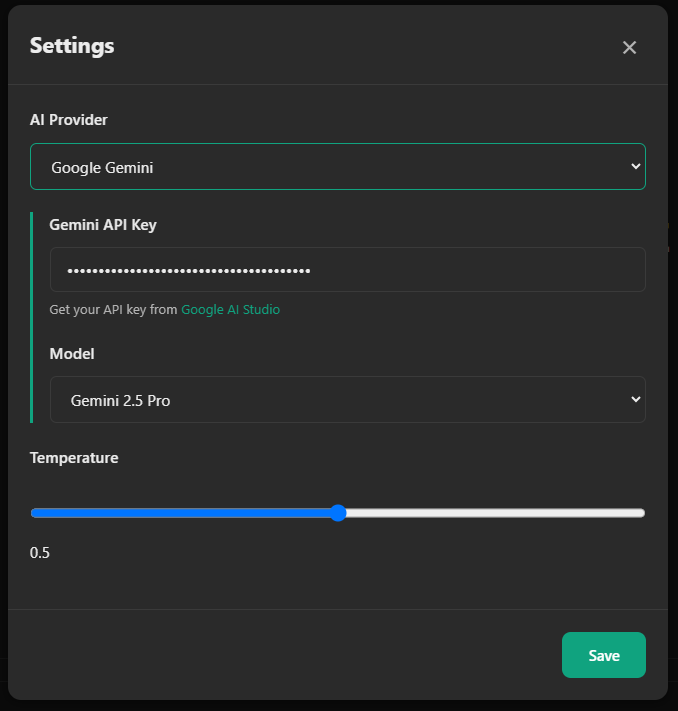 Settings
×
AI Provider
Google Gemini
Gemini API Key
•••••••••••••••••••••••••••••••••••••••
Get your API key from Google AI Studio
Model
Gemini 2.5 Pro
Temperature
0.5
Save